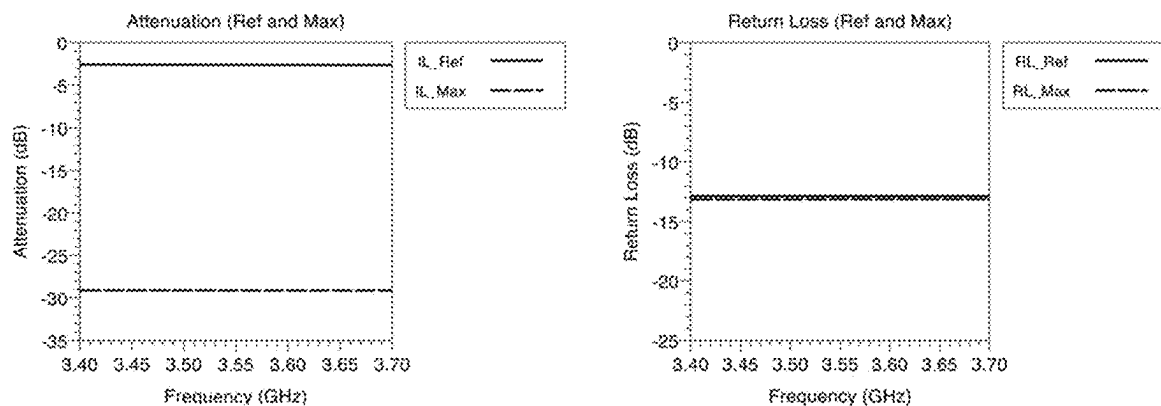 Attenuation (Ref and Max)
0
-5
-10
-15
-20
-25
-30
-35
Attenuation (dB)
3.40 3.45 3.50 3.55 3.60 3.65 3.70
Frequency (GHz)
IL_Ref
IL_Max
Return Loss (Ref and Max)
0
-5
-10
-15
-20
-25
Return Loss (dB)
3.40 3.45 3.50 3.55 3.60 3.65 3.70
Frequency (GHz)
RL_Ref
RL_Max